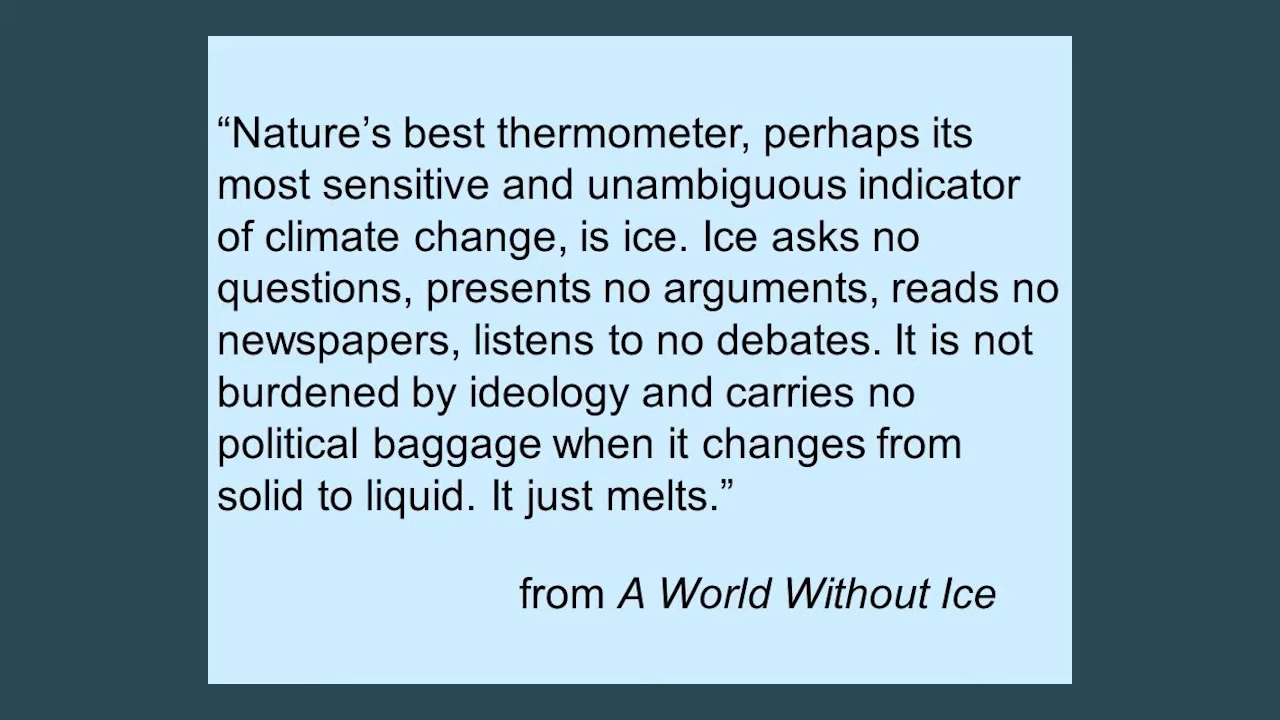 “Nature’s best thermometer, perhaps its
most sensitive and unambiguous indicator
of climate change, is ice. Ice asks no
questions, presents no arguments, reads no
newspapers, listens to no debates. It is not
burdened by ideology and carries no
political baggage when it changes from
solid to liquid. It just melts.”
from A World Without Ice